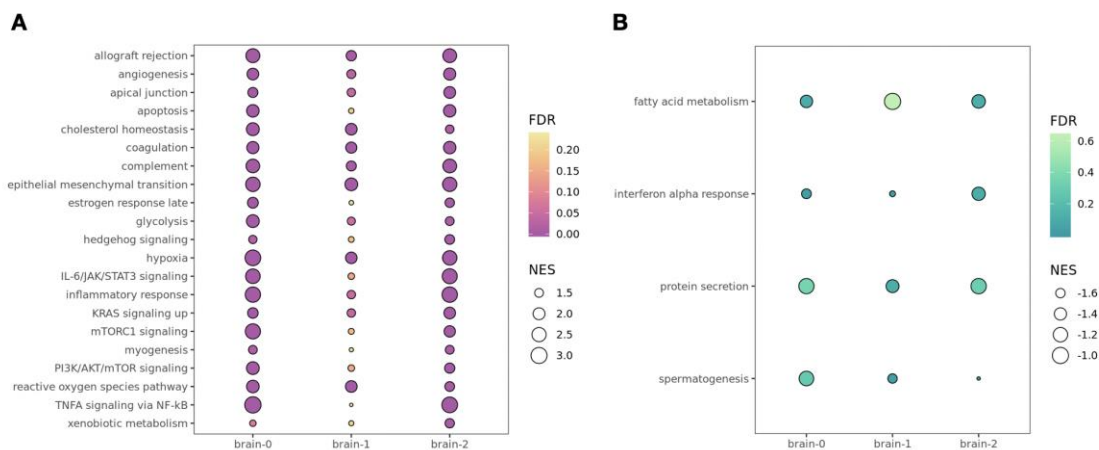 A
allograft rejection
angiogenesis
apical junction
apoptosis
cholesterol homeostasis
coagulation
complement
epithelial mesenchymal transition
estrogen response late
glycolysis
hedgehog signaling
hypoxia
IL-6/JAK/STAT3 signaling
inflammatory response
KRAS signaling up
mTORC1 signaling
myogenesis
PI3K/AKT/mTOR signaling
reactive oxygen species pathway
TNFA signaling via NF-kB
xenobiotic metabolism
brain-0 brain-1 brain-2
FDR
0.20
0.15
0.10
0.05
0.00
NES
1.5
2.0
2.5
3.0
B
fatty acid metabolism
interferon alpha response
protein secretion
spermatogenesis
brain-0 brain-1 brain-2
FDR
0.6
0.4
0.2
NES
-1.6
-1.4
-1.2
-1.0